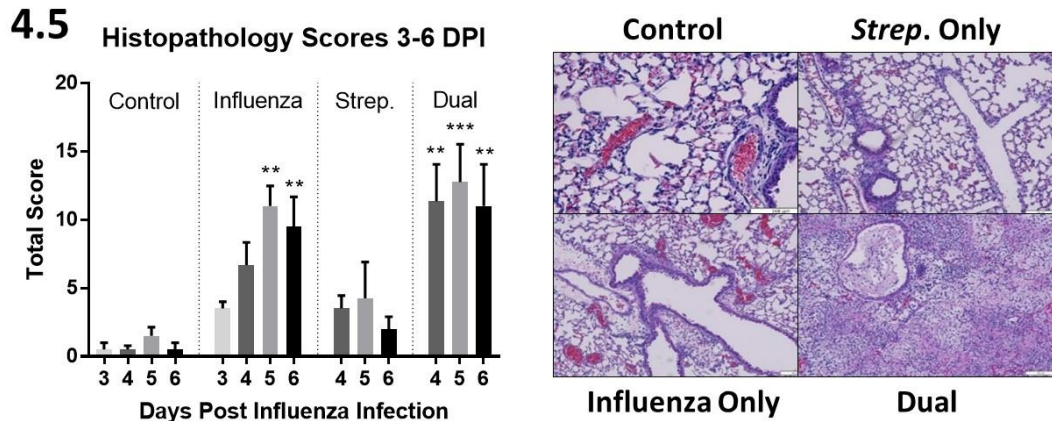 4.5
Histopathology Scores 3-6 DPI
Total Score
20
15
10
5
0
Control
Influenza
Strep.
Dual
** ** ** *** **
3 4 5 6 3 4 5 6 4 5 6 4 5 6
Days Post Influenza Infection
Control
Strep. Only
Influenza Only
Dual